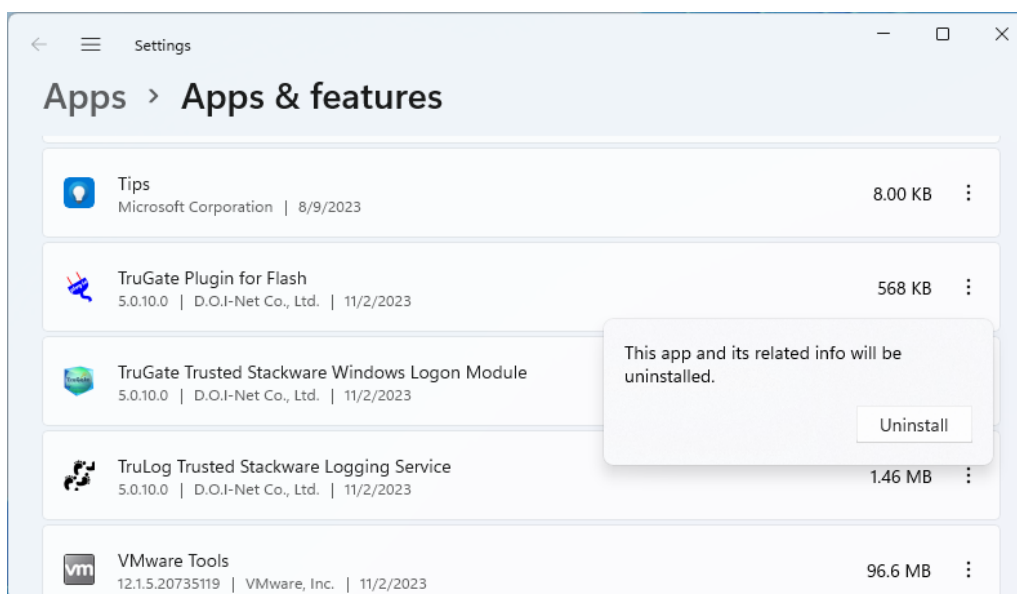 Settings
Apps > Apps & features
Tips
Microsoft Corporation | 8/9/2023
8.00 KB
TruGate Plugin for Flash
5.0.10.0 | D.O.I-Net Co., Ltd. | 11/2/2023
568 KB
This app and its related info will be
uninstalled.
Uninstall
TruGate Trusted Stackware Windows Logon Module
5.0.10.0 | D.O.I-Net Co., Ltd. | 11/2/2023
TruLog Trusted Stackware Logging Service
5.0.10.0 | D.O.I-Net Co., Ltd. | 11/2/2023
1.46 MB
vm
VMware Tools
12.1.5.20735119 | VMware, Inc. | 11/2/2023
96.6 MB